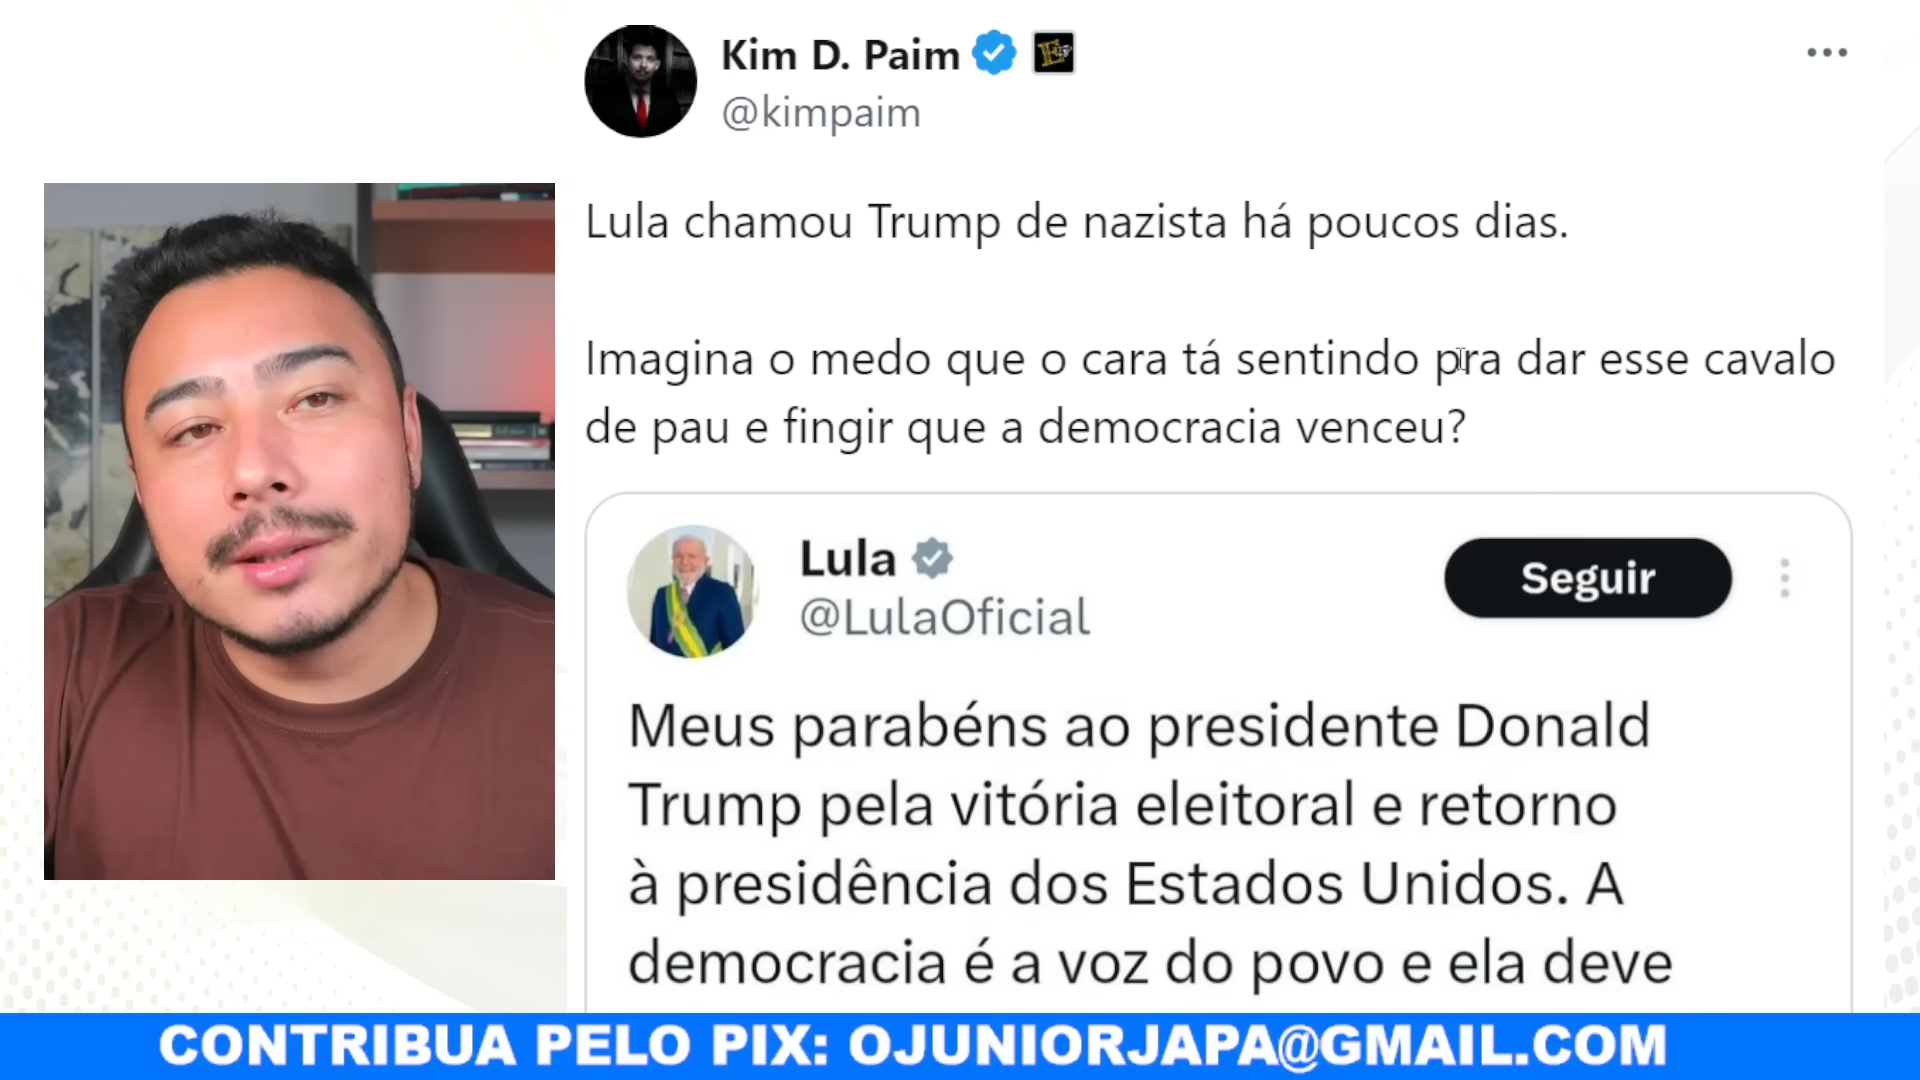 Kim D. Paim
@kimpaim
Lula chamou Trump de nazista há poucos dias.
Imagina o medo que o cara tá sentindo pra dar esse cavalo
de pau e fingir que a democracia venceu?
Lula
@LulaOficial
Seguir
Meus parabéns ao presidente Donald
Trump pela vitória eleitoral e retorno
à presidência dos Estados Unidos. A
democracia é a voz do povo e ela deve
CONTRIBUA PELO PIX: OJUNIORJAPA@GMAIL.COM